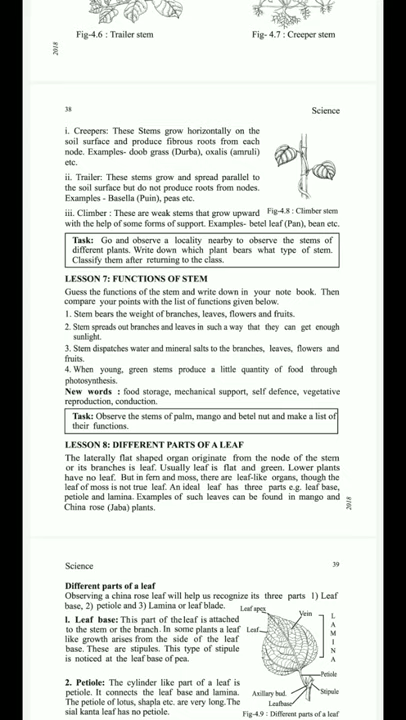 Fig-4.6 : Trailer stem
Fig- 4.7 : Creeper stem
2018
38
Science
i. Creepers: These Stems grow horizontally on the
soil surface and produce fibrous roots from each
node. Examples- doob grass (Durba), oxalis (amruli)
etc.
ii. Trailer: These stems grow and spread parallel to
the soil surface but do not produce roots from nodes.
Examples - Basella (Puin), peas etc.
iii. Climber : These are weak stems that grow upward
Fig-4.8 : Climber stem
with the help of some forms of support. Examples- betel leaf (Pan), bean etc.
Task: Go and observe a locality nearby to observe the stems of
different plants. Write down which plant bears what type of stem.
Classify them after returning to the class.
LESSON 7: FUNCTIONS OF STEM
Guess the functions of the stem and write down in your note book. Then
compare your points with the list of functions given below.
1. Stem bears the weight of branches, leaves, flowers and fruits.
2. Stem spreads out branches and leaves in such a way that they can get enough
sunlight.
3. Stem dispatches water and mineral salts to the branches, leaves, flowers and
fruits.
4. When young, green stems produce a little quantity of food through
photosynthesis.
New words : food storage, mechanical support, self defence, vegetative
reproduction, conduction.
Task: Observe the stems of palm, mango and betel nut and make a list of
their functions.
LESSON 8: DIFFERENT PARTS OF A LEAF
The laterally flat shaped organ originate from the node of the stem
or its branches is leaf. Usually leaf is flat and green. Lower plants
have no leaf. But in fern and moss, there are leaf-like organs, though the
leaf of moss is not true leaf. An ideal leaf has three parts e.g. leaf base,
petiole and lamina. Examples of such leaves can be found in mango and
China rose (Jaba) plants.
2018
Science
39
Different parts of a leaf
Observing a china rose leaf will help us recognize its three parts 1) Leaf
base, 2) petiole and 3) Lamina or leaf blade.
Leaf apex
Vein
LAMINA
l. Leaf base: This part of the leaf is attached
to the stem or the branch. In some plants a leaf
Leaf
like growth arises from the side of the leaf
base. These are stipules. This type of stipule
is noticed at the leaf base of pea.
Petiole
2. Petiole: The cylinder like part of a leaf is
Stipule
petiole. It connects the leaf base and lamina.
Axillary bud.
The petiole of lotus, shapla etc. are very long. The
Leafbase
sial kanta leaf has no petiole.
Fig-4.9 : Different parts of a leaf